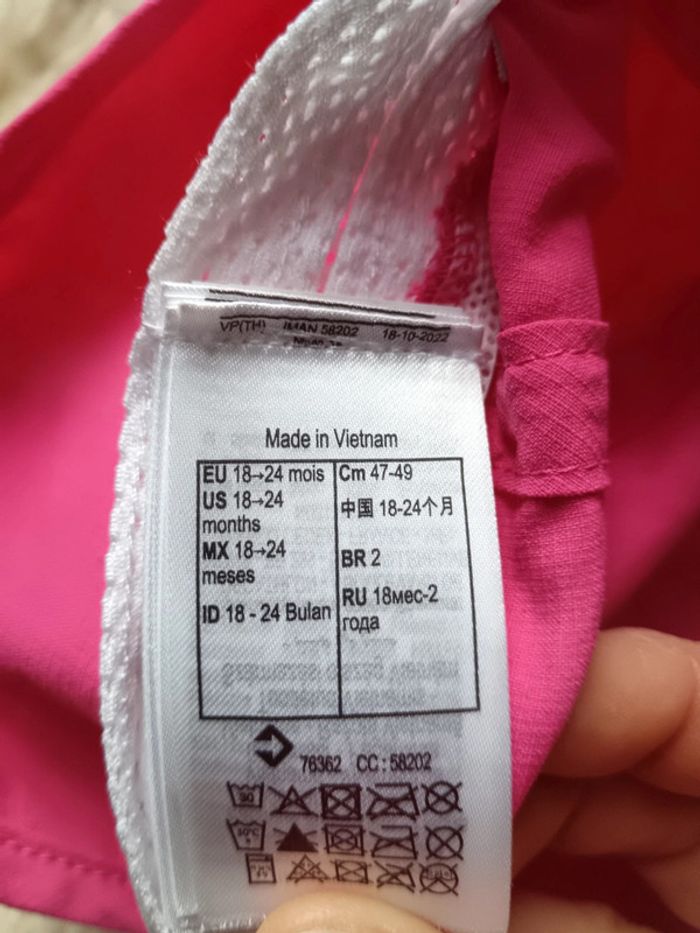 VP(TH) IMAN 58202 18-10-2022
Made in Vietnam
EU 18→24 mois
US 18→24
months
MX 18→24
meses
ID 18 - 24 Bulan
Cm 47-49
中国 18-24个月
BR 2
RU 18мес-2
года
76362 CC : 58202
30
30°C